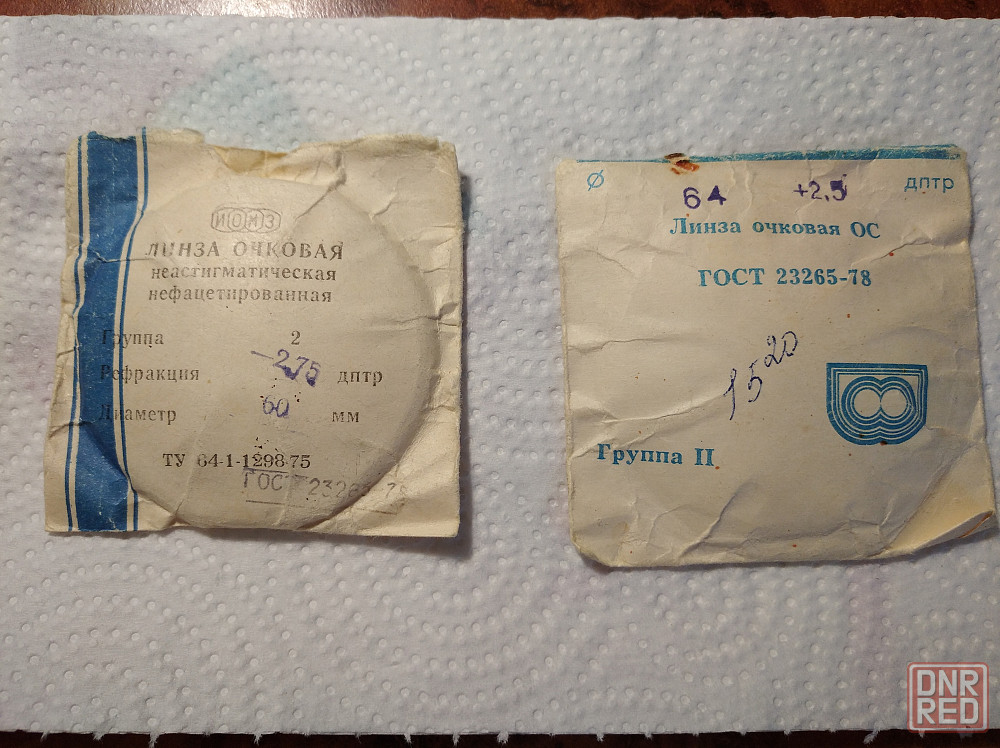 ИОМЗ
ЛИНЗА ОЧКОВАЯ
неастигматическая
нефацетированная
Группа 2
Рефракция -2,75 дптр
Диаметр 60 мм
ТУ 64-1-1298-75
ГОСТ 23265-78
Ø 64 +2,5 дптр
Линза очковая ОС
ГОСТ 23265-78
15 20
Группа II
DNR
RED